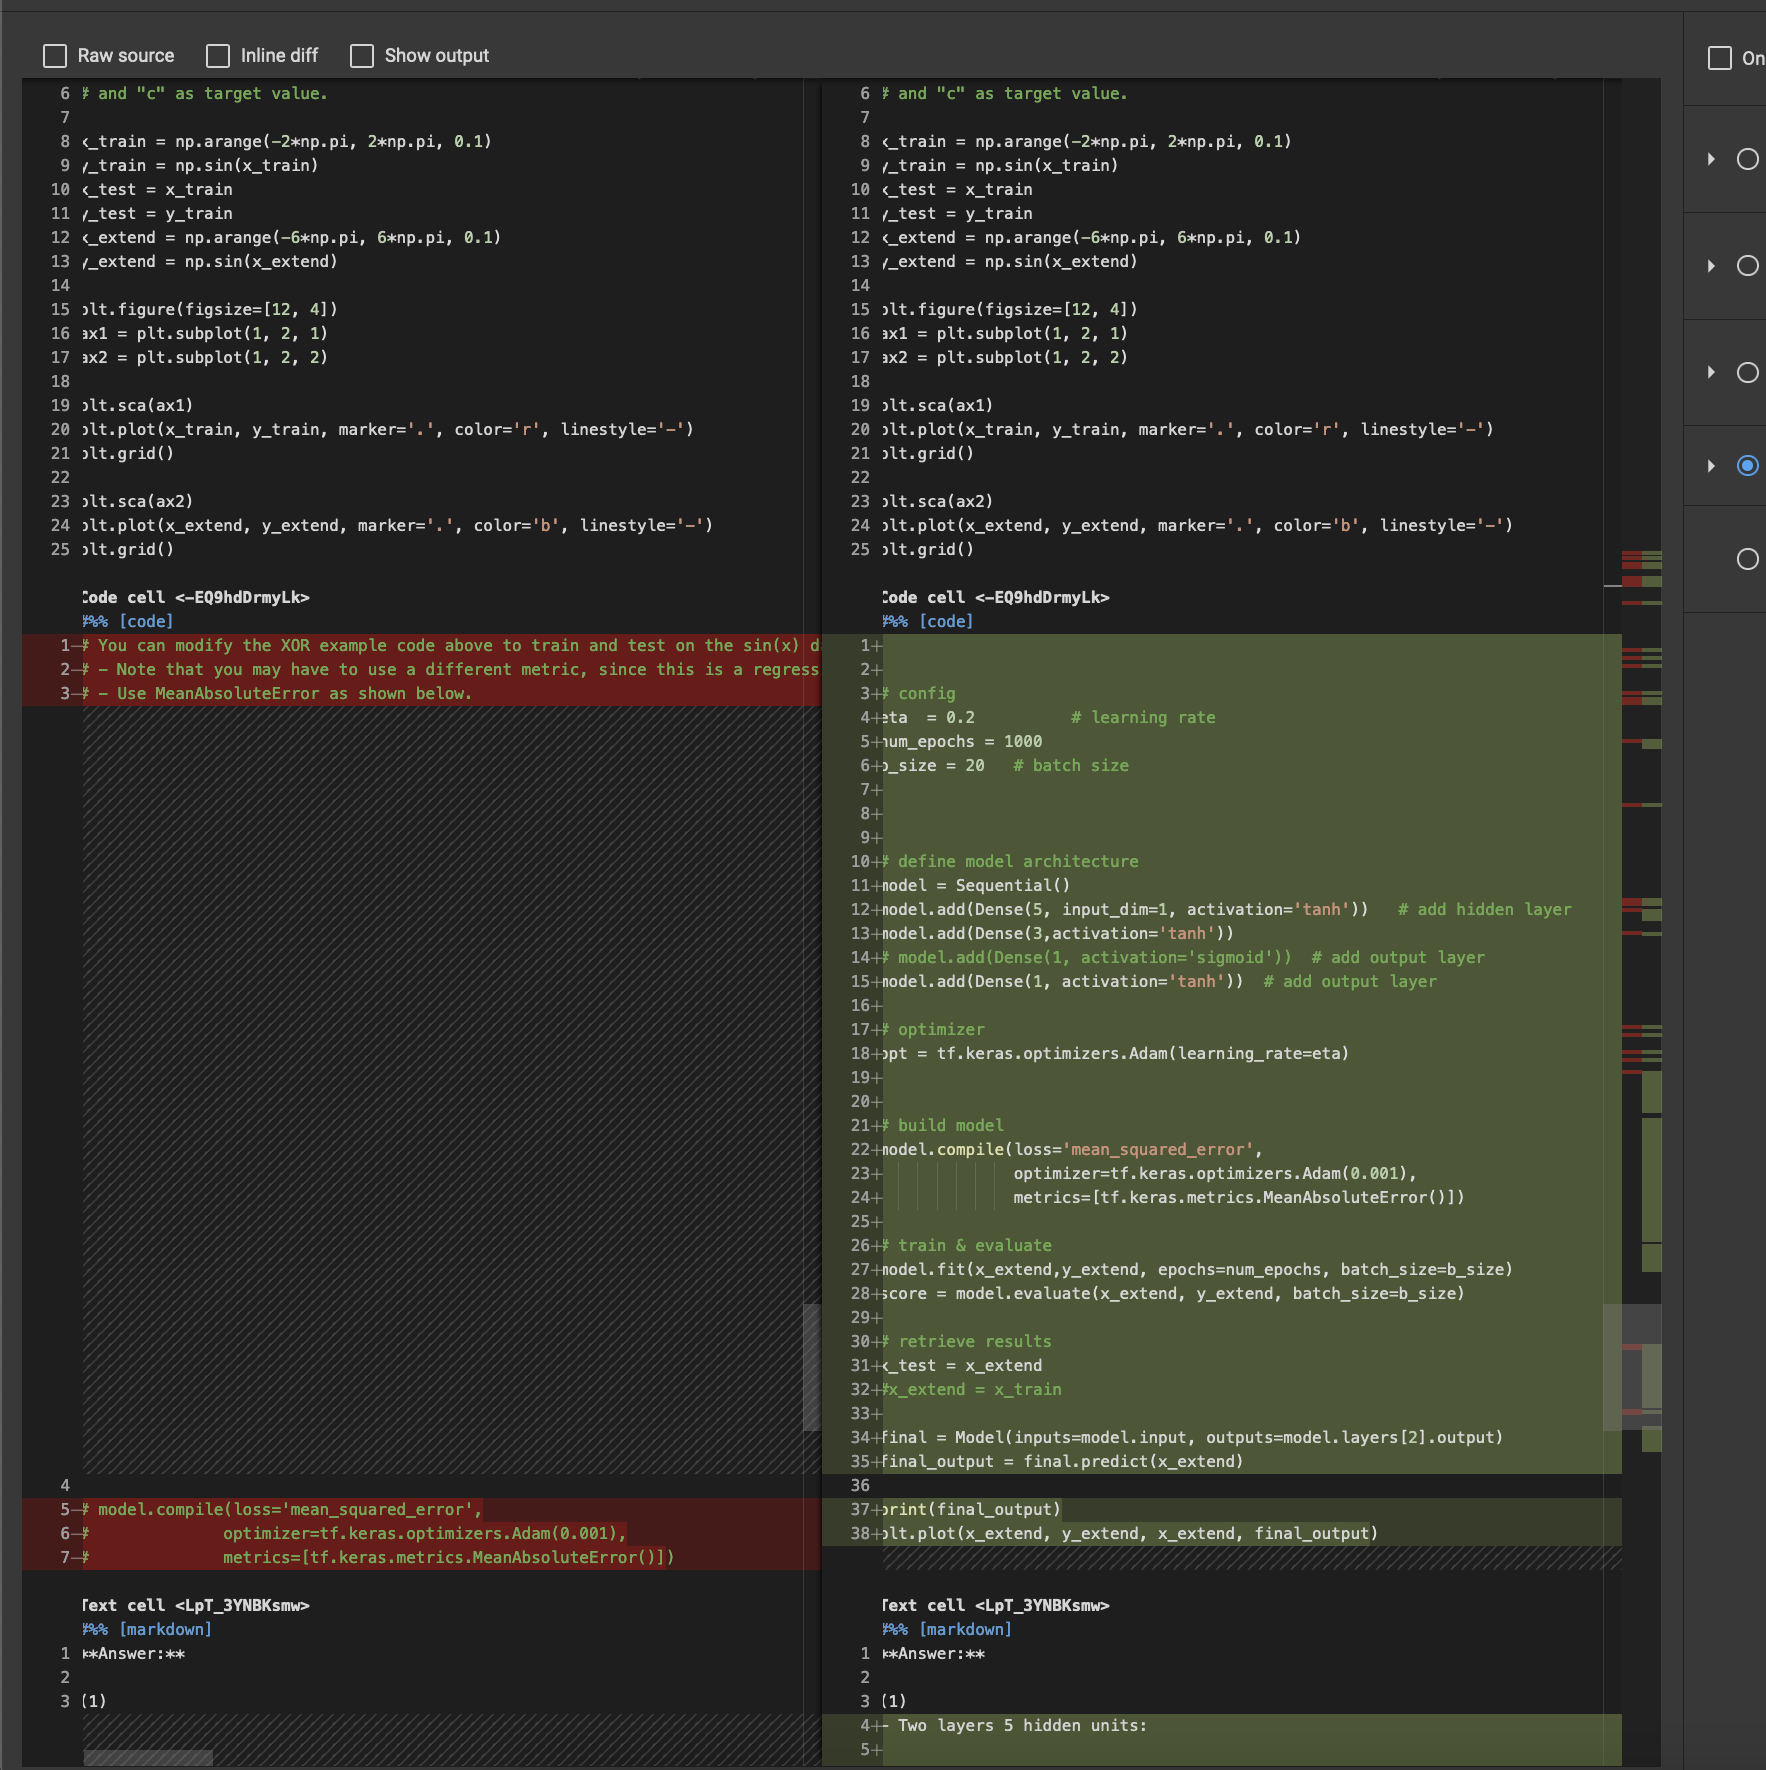 Raw source Inline diff Show output On
6 # and "c" as target value.
7
8 x_train = np.arange(-2*np.pi, 2*np.pi, 0.1)
9 y_train = np.sin(x_train)
10 x_test = x_train
11 y_test = y_train
12 x_extend = np.arange(-6*np.pi, 6*np.pi, 0.1)
13 y_extend = np.sin(x_extend)
14
15 plt.figure(figsize=[12, 4])
16 ax1 = plt.subplot(1, 2, 1)
17 ax2 = plt.subplot(1, 2, 2)
18
19 plt.sca(ax1)
20 plt.plot(x_train, y_train, marker='.', color='r', linestyle='-')
21 plt.grid()
22
23 plt.sca(ax2)
24 plt.plot(x_extend, y_extend, marker='.', color='b', linestyle='-')
25 plt.grid()
Code cell <-EQ9hdDrmyLk>
#%% [code]
1-# You can modify the XOR example code above to train and test on the sin(x) d
2-# - Note that you may have to use a different metric, since this is a regress
3-# - Use MeanAbsoluteError as shown below.
4
5-# model.compile(loss='mean_squared_error',
6-#              optimizer=tf.keras.optimizers.Adam(0.001),
7-#              metrics=[tf.keras.metrics.MeanAbsoluteError()])
Text cell <LpT_3YNBKsmw>
#%% [markdown]
1 **Answer:**
2
3 (1)
6 # and "c" as target value.
7
8 x_train = np.arange(-2*np.pi, 2*np.pi, 0.1)
9 y_train = np.sin(x_train)
10 x_test = x_train
11 y_test = y_train
12 x_extend = np.arange(-6*np.pi, 6*np.pi, 0.1)
13 y_extend = np.sin(x_extend)
14
15 plt.figure(figsize=[12, 4])
16 ax1 = plt.subplot(1, 2, 1)
17 ax2 = plt.subplot(1, 2, 2)
18
19 plt.sca(ax1)
20 plt.plot(x_train, y_train, marker='.', color='r', linestyle='-')
21 plt.grid()
22
23 plt.sca(ax2)
24 plt.plot(x_extend, y_extend, marker='.', color='b', linestyle='-')
25 plt.grid()
Code cell <-EQ9hdDrmyLk>
#%% [code]
1+
2+
3+# config
4+eta  = 0.2          # learning rate
5+num_epochs = 1000
6+b_size = 20   # batch size
7+
8+
9+
10+# define model architecture
11+model = Sequential()
12+model.add(Dense(5, input_dim=1, activation='tanh'))   # add hidden layer
13+model.add(Dense(3,activation='tanh'))
14+# model.add(Dense(1, activation='sigmoid'))  # add output layer
15+model.add(Dense(1, activation='tanh'))  # add output layer
16+
17+# optimizer
18+opt = tf.keras.optimizers.Adam(learning_rate=eta)
19+
20+
21+# build model
22+model.compile(loss='mean_squared_error',
23+              optimizer=tf.keras.optimizers.Adam(0.001),
24+              metrics=[tf.keras.metrics.MeanAbsoluteError()])
25+
26+# train & evaluate
27+model.fit(x_extend,y_extend, epochs=num_epochs, batch_size=b_size)
28+score = model.evaluate(x_extend, y_extend, batch_size=b_size)
29+
30+# retrieve results
31+x_test = x_extend
32+#x_extend = x_train
33+
34+final = Model(inputs=model.input, outputs=model.layers[2].output)
35+final_output = final.predict(x_extend)
36
37+print(final_output)
38+plt.plot(x_extend, y_extend, x_extend, final_output)
Text cell <LpT_3YNBKsmw>
#%% [markdown]
1 **Answer:**
2
3 (1)
4+- Two layers 5 hidden units:
5+